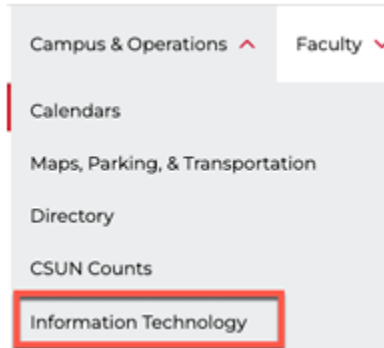 Campus & Operations Faculty
Calendars
Maps, Parking, & Transportation
Directory
CSUN Counts
Information Technology